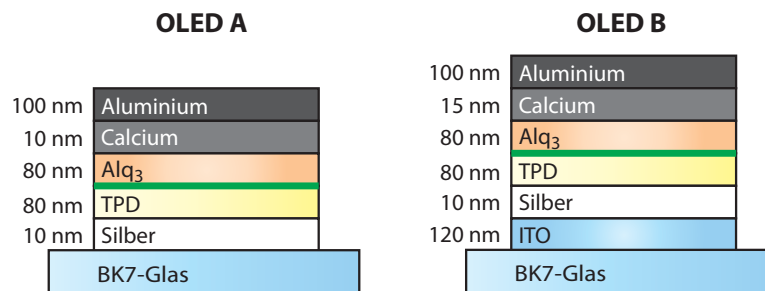 OLED A
100 nm Aluminium
10 nm Calcium
80 nm Alq₃
80 nm TPD
10 nm Silber
BK7-Glas
OLED B
100 nm Aluminium
15 nm Calcium
80 nm Alq₃
80 nm TPD
10 nm Silber
120 nm ITO
BK7-Glas